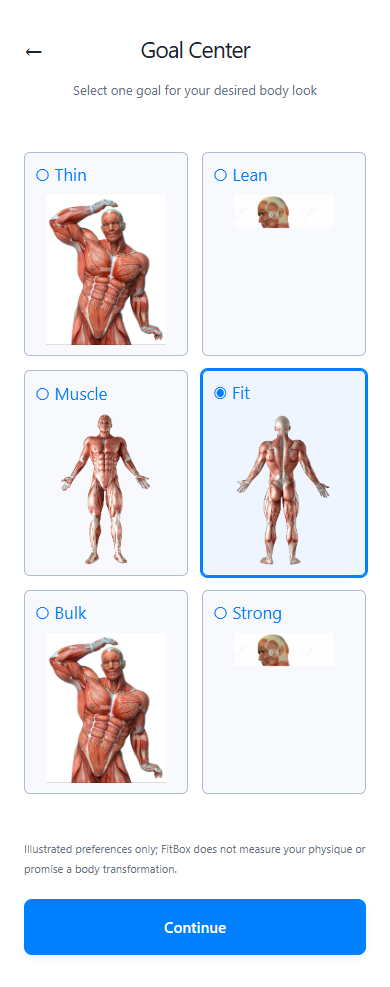 Goal Center
Select one goal for your desired body look
Thin
Lean
Muscle
Fit
Bulk
Strong
Illustrated preferences only; FitBox does not measure your physique or
promise a body transformation.
Continue